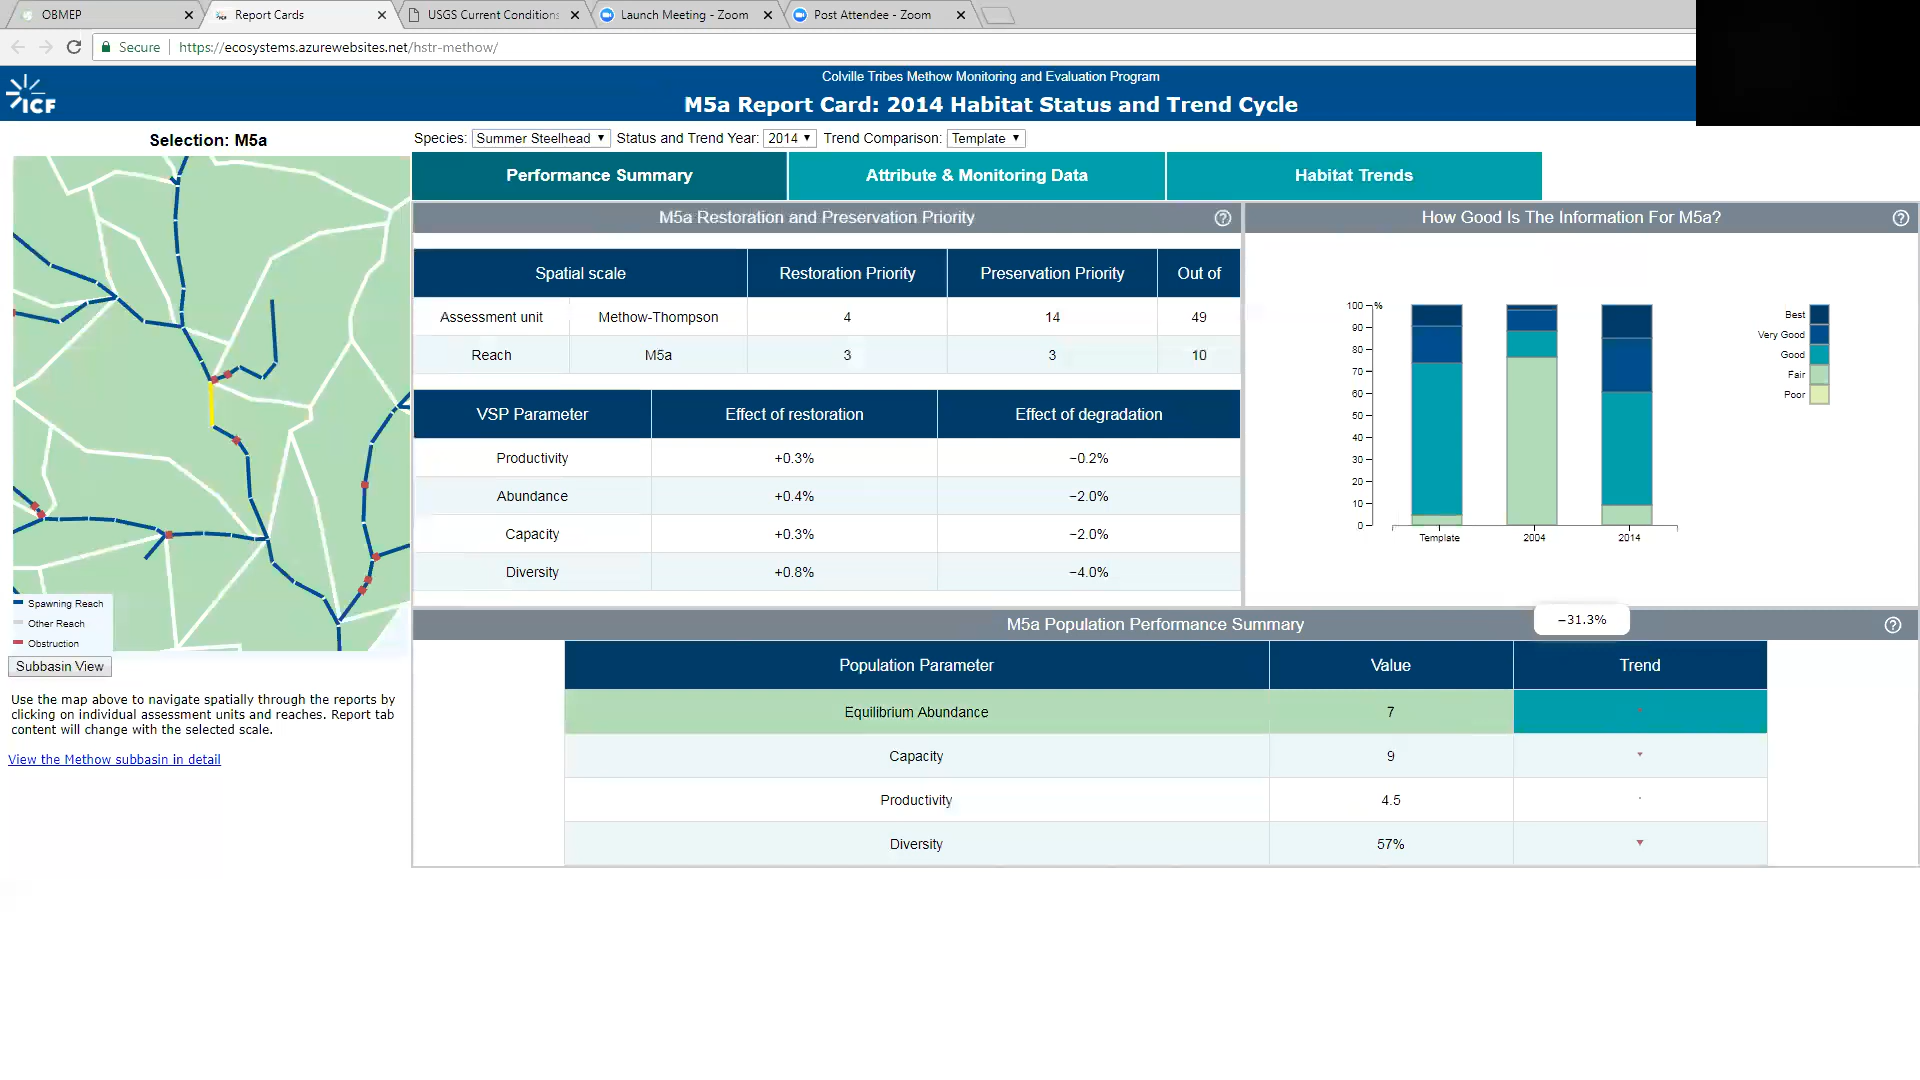 OBMEP
Report Cards
USGS Current Conditions
Launch Meeting - Zoom
Post Attendee - Zoom
Secure
https://ecosystems.azurewebsites.net/hstr-methow/
ICF
Colville Tribes Methow Monitoring and Evaluation Program
M5a Report Card: 2014 Habitat Status and Trend Cycle
Selection: M5a
Species: Summer Steelhead Status and Trend Year: 2014 Trend Comparison: Template
Performance Summary
Attribute & Monitoring Data
Habitat Trends
M5a Restoration and Preservation Priority
Spatial scale Restoration Priority Preservation Priority Out of
Assessment unit Methow-Thompson 4 14 49
Reach M5a 3 3 10
VSP Parameter Effect of restoration Effect of degradation
Productivity +0.3% −0.2%
Abundance +0.4% −2.0%
Capacity +0.3% −2.0%
Diversity +0.8% −4.0%
How Good Is The Information For M5a?
100 %
90
80
70
60
50
40
30
20
10
0
Template 2004 2014
Best
Very Good
Good
Fair
Poor
Spawning Reach
Other Reach
Obstruction
Subbasin View
Use the map above to navigate spatially through the reports by
clicking on individual assessment units and reaches. Report tab
content will change with the selected scale.
View the Methow subbasin in detail
M5a Population Performance Summary
−31.3%
Population Parameter Value Trend
Equilibrium Abundance 7
Capacity 9
Productivity 4.5
Diversity 57%